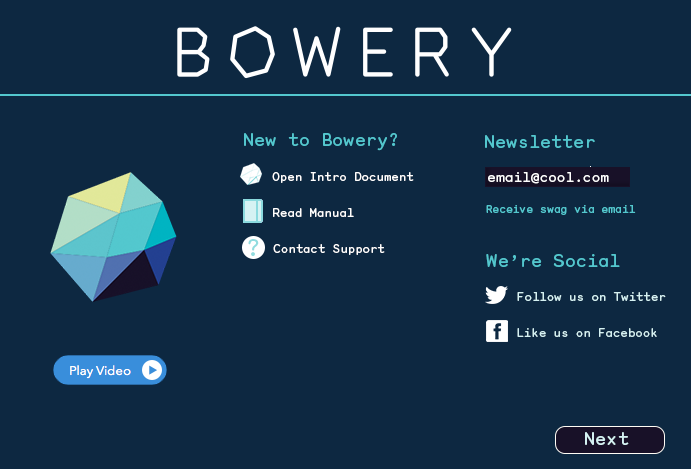 BOWERY
New to Bowery?
Open Intro Document
Read Manual
? Contact Support
Play Video
Newsletter
email@cool.com
Receive swag via email
We're Social
Follow us on Twitter
f Like us on Facebook
Next